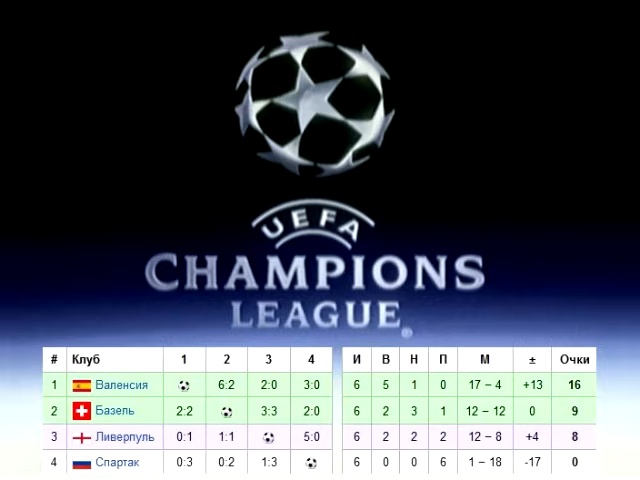 UEFA
CHAMPIONS
LEAGUE®
# Клуб 1 2 3 4 И В Н П М ± Очки
1 Валенсия 6:2 2:0 3:0 6 5 1 0 17 – 4 +13 16
2 Базель 2:2 3:3 2:0 6 2 3 1 12 – 12 0 9
3 Ливерпуль 0:1 1:1 5:0 6 2 2 2 12 – 8 +4 8
4 Спартак 0:3 0:2 1:3 6 0 0 6 1 – 18 -17 0